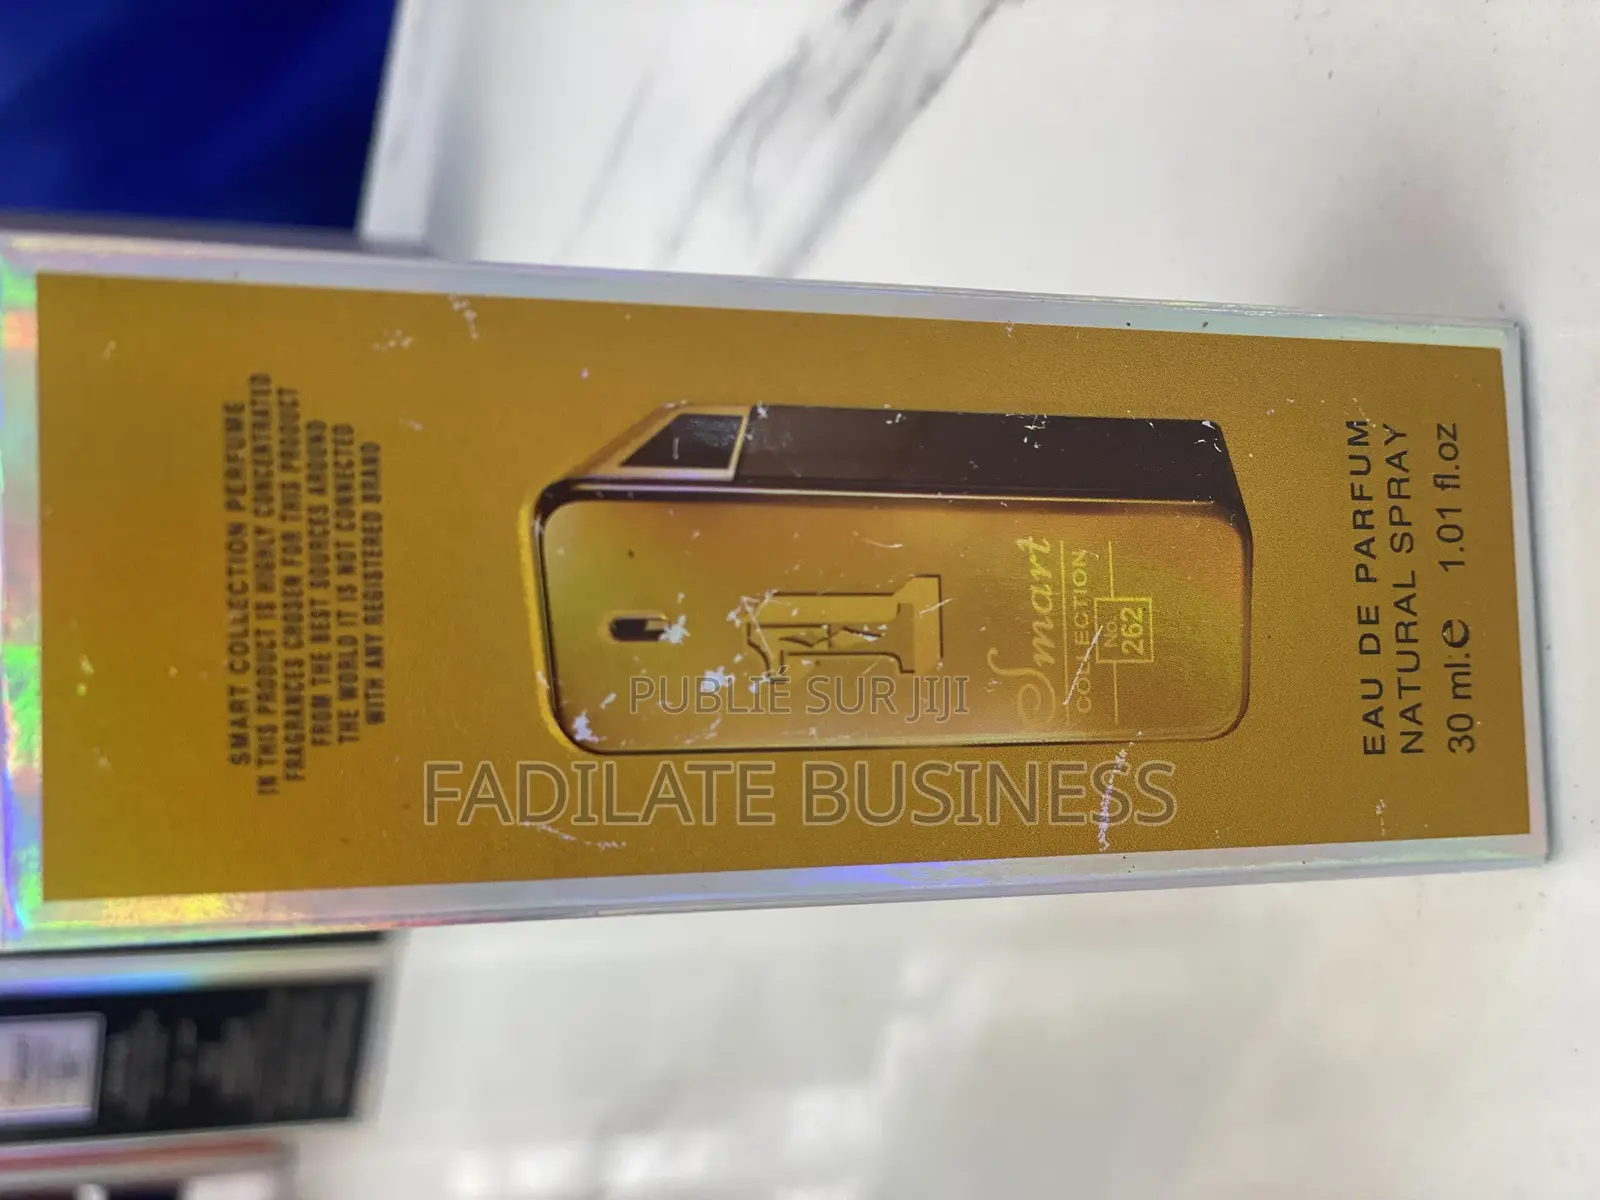 SMART COLLECTION PERFUME
IN THIS PRODUCT IS HIGHLY CONCENTRATED
FRAGRANCES CHOSEN FOR THIS PRODUCT
FROM THE BEST SOURCES AROUND
THE WORLD IT IS NOT CONNECTED
WITH ANY REGISTERED BRAND
1
Smart
COLLECTION
NO.
262
EAU DE PARFUM
NATURAL SPRAY
30 ml.e 1.01 fl.oz
PUBLIÉ SUR JIJI
FADILATE BUSINESS